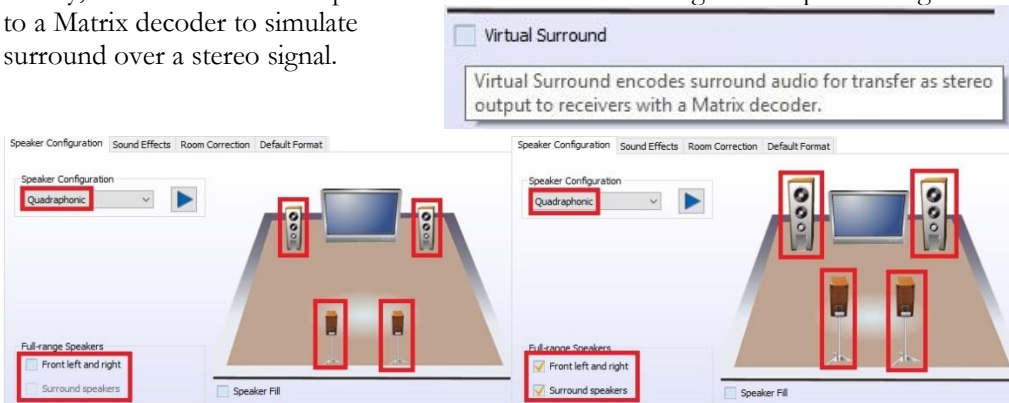 to a Matrix decoder to simulate
surround over a stereo signal.
Virtual Surround
Virtual Surround encodes surround audio for transfer as stereo
output to receivers with a Matrix decoder.
Speaker Configuration Sound Effects Room Correction Default Format
Speaker Configuration
Quadraphonic
Full-range Speakers
Front left and right
Surround speakers
Speaker Fill
Speaker Configuration Sound Effects Room Correction Default Format
Speaker Configuration
Quadraphonic
Full-range Speakers
Front left and right
Surround speakers
Speaker Fill